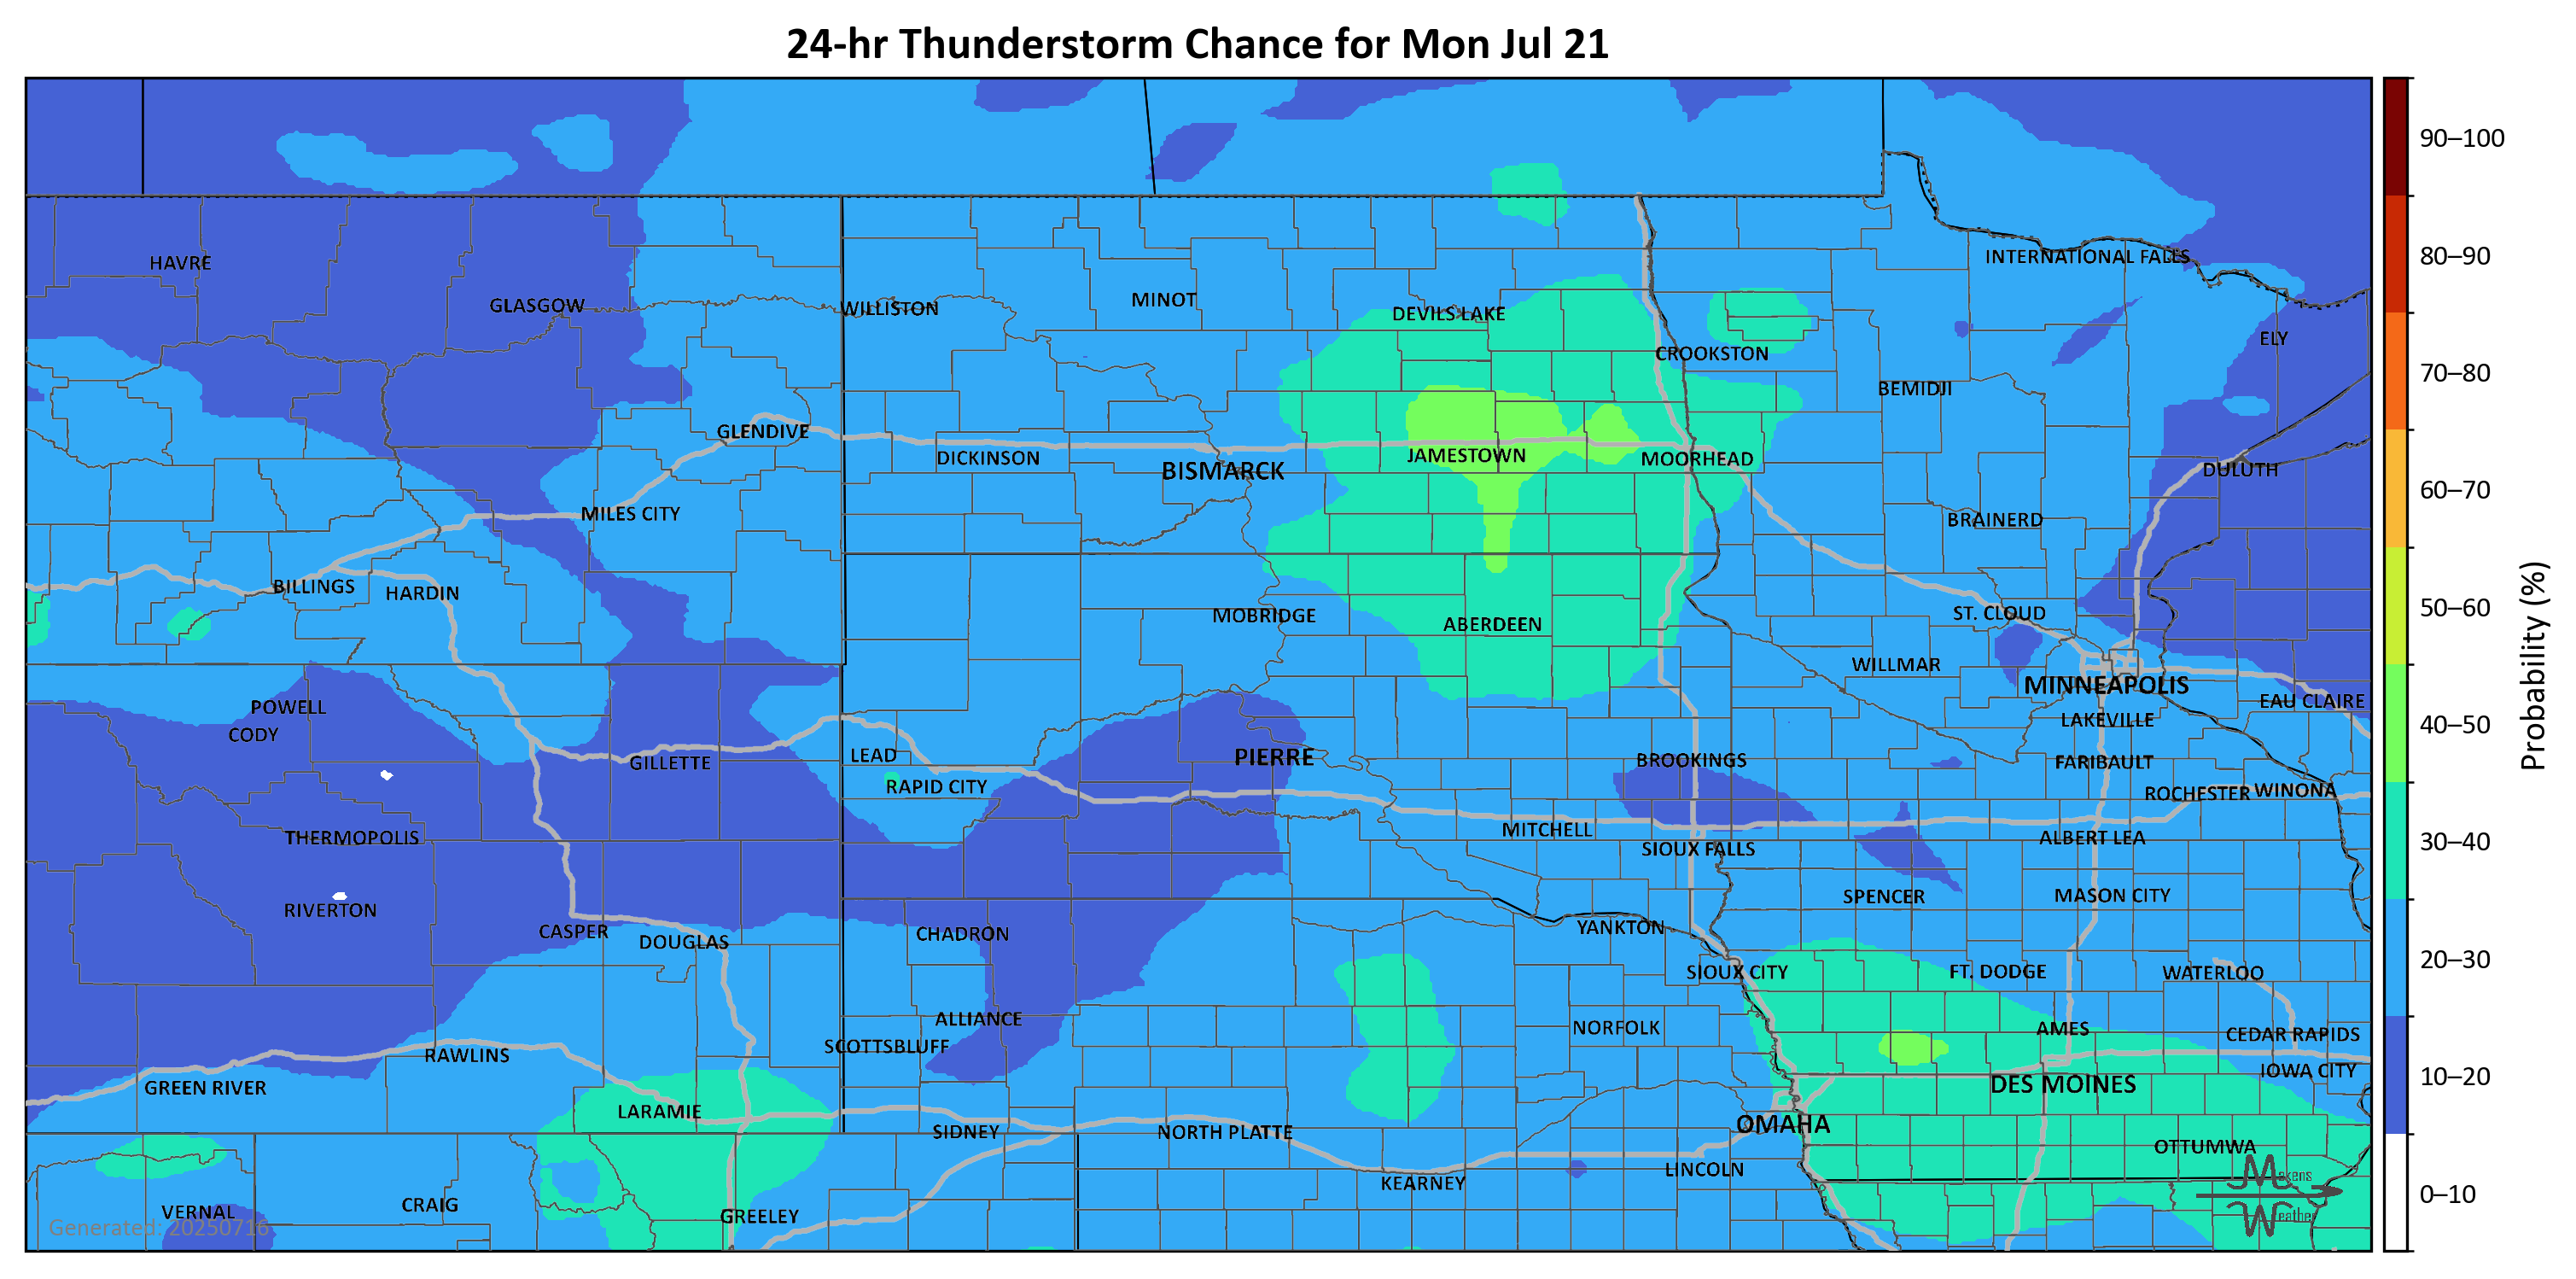 24-hr Thunderstorm Chance for Mon Jul 21
90–100
HAVRE
INTERNATIONAL FALLS
80–90
GLASGOW
WILLISTON
MINOT
DEVILS LAKE
ELY
CROOKSTON
70–80
BEMIDJI
GLENDIVE
DICKINSON
BISMARCK
JAMESTOWN
MOORHEAD
DULUTH
60–70
MILES CITY
BRAINERD
BILLINGS
HARDIN
MOBRIDGE
ABERDEEN
ST. CLOUD
50–60
WILLMAR
MINNEAPOLIS
POWELL
EAU CLAIRE
CODY
LAKEVILLE
40–50
Probability (%)
GILLETTE
LEAD
PIERRE
BROOKINGS
FARIBAULT
RAPID CITY
ROCHESTER
WINONA
THERMOPOLIS
MITCHELL
ALBERT LEA
30–40
SIOUX FALLS
RIVERTON
SPENCER
MASON CITY
CASPER
DOUGLAS
CHADRON
YANKTON
SIOUX CITY
FT. DODGE
WATERLOO
20–30
ALLIANCE
NORFOLK
AMES
CEDAR RAPIDS
RAWLINS
SCOTTSBLUFF
GREEN RIVER
DES MOINES
IOWA CITY
10–20
LARAMIE
SIDNEY
NORTH PLATTE
OMAHA
OTTUMWA
KEARNEY
LINCOLN
Makens
Weather
0–10
VERNAL
CRAIG
GREELEY
Generated: 20250716